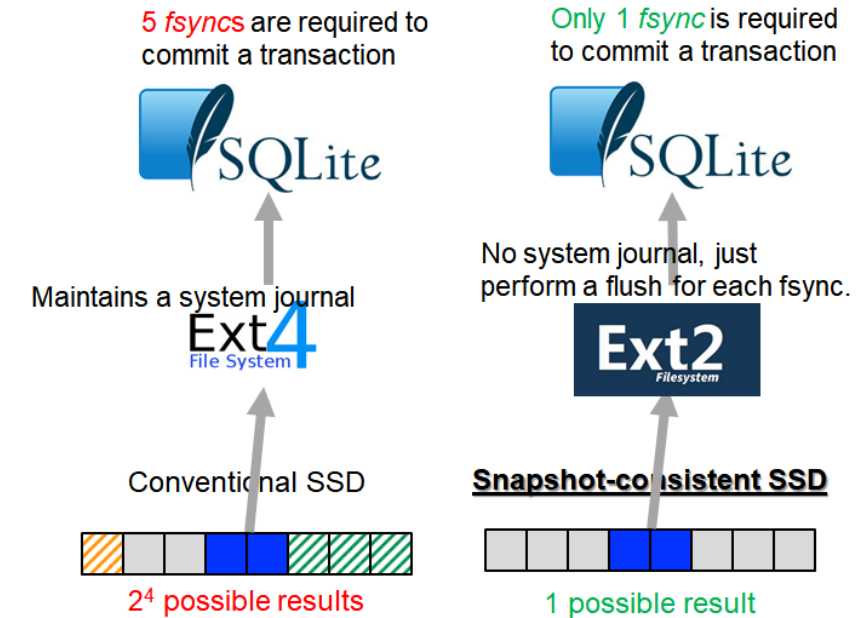 5 fsyncs are required to
commit a transaction
SQLite
Maintains a system journal
Ext4
File System
Conventional SSD
2⁴ possible results
Only 1 fsync is required
to commit a transaction
SQLite
No system journal, just
perform a flush for each fsync.
Ext2
Filesystem
Snapshot-consistent SSD
1 possible result